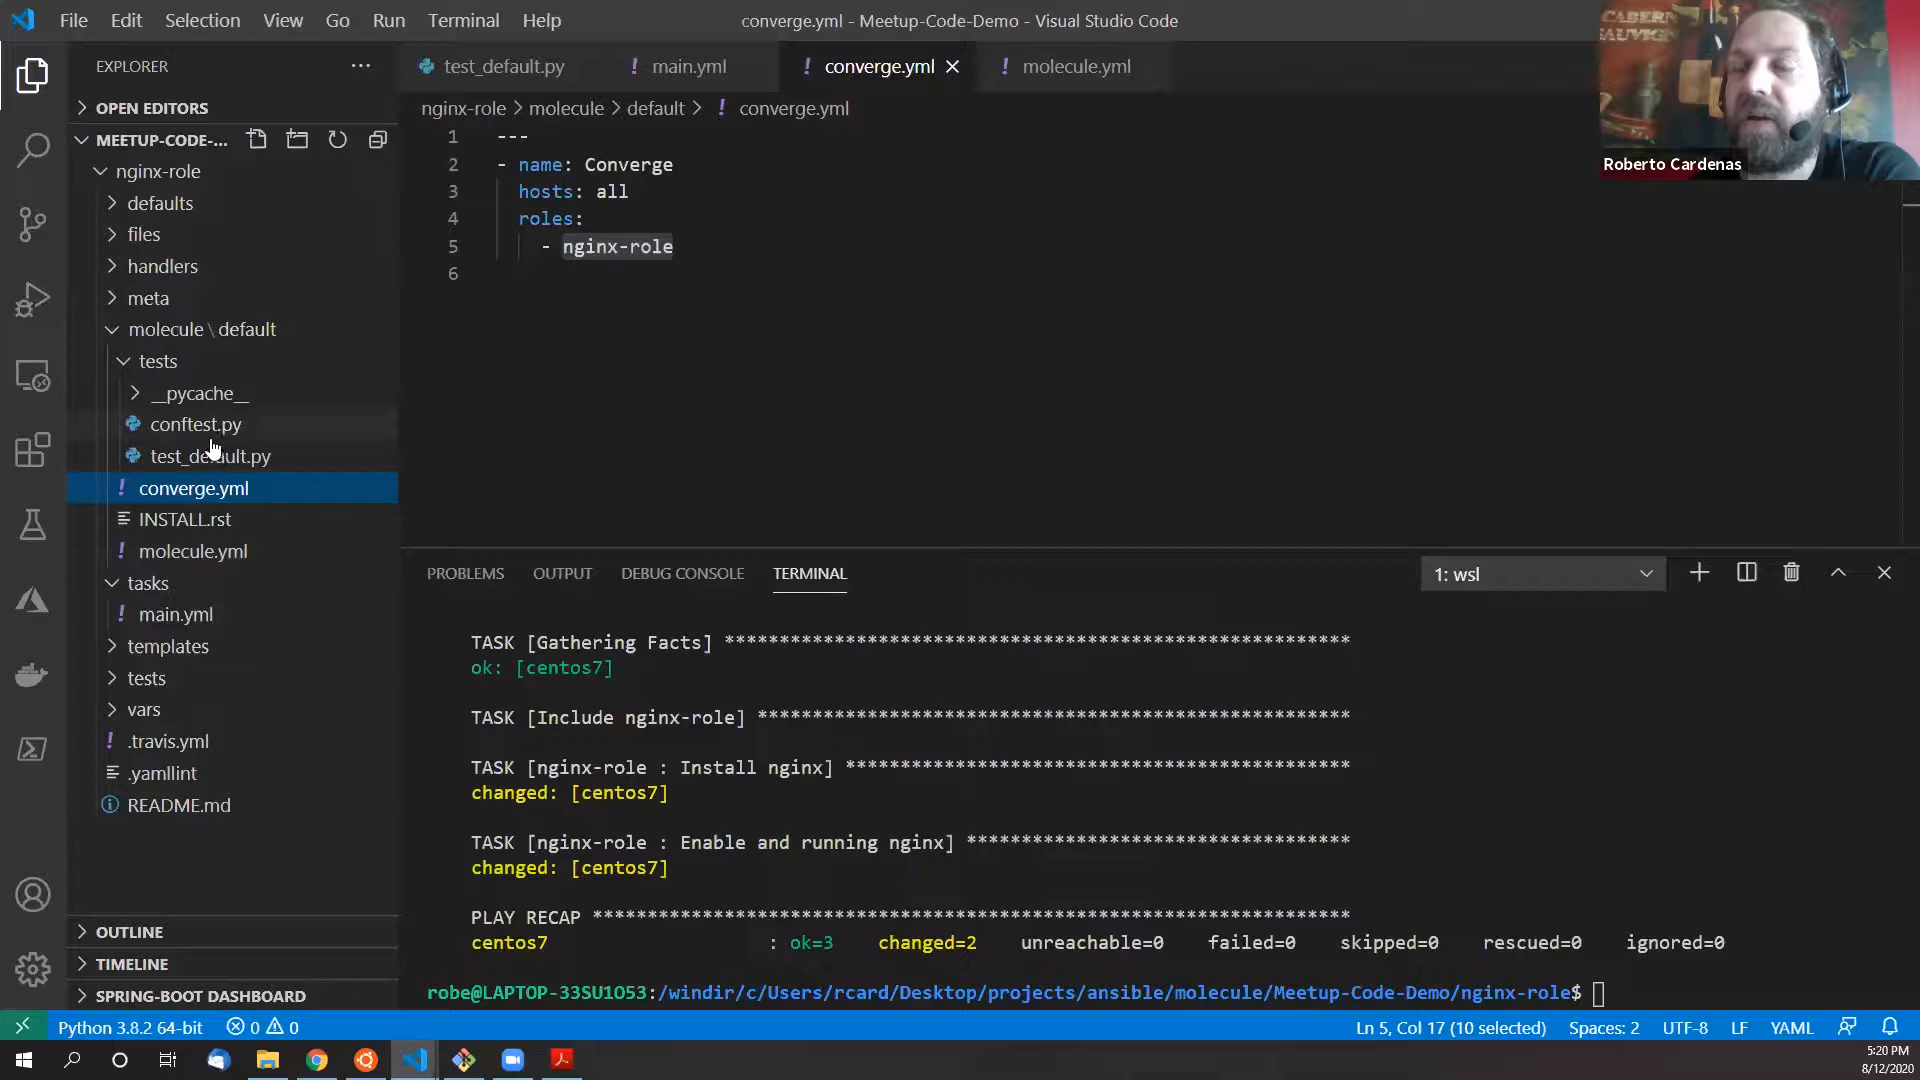 File Edit Selection View Go Run Terminal Help
converge.yml - Meetup-Code-Demo - Visual Studio Code
CABERN
SAUVIGN
Roberto Cardenas
EXPLORER
OPEN EDITORS
MEETUP-CODE-...
nginx-role
defaults
files
handlers
meta
molecule \ default
tests
__pycache__
conftest.py
test_default.py
converge.yml
INSTALL.rst
molecule.yml
tasks
main.yml
templates
tests
vars
.travis.yml
.yamllint
README.md
OUTLINE
TIMELINE
SPRING-BOOT DASHBOARD
test_default.py
main.yml
converge.yml
molecule.yml
nginx-role > molecule > default > ! converge.yml
1 ---
2 - name: Converge
3 hosts: all
4 roles:
5 - nginx-role
6
PROBLEMS OUTPUT DEBUG CONSOLE TERMINAL
1: wsl
TASK [Gathering Facts] *********************************************************
ok: [centos7]
TASK [Include nginx-role] ******************************************************
TASK [nginx-role : Install nginx] **********************************************
changed: [centos7]
TASK [nginx-role : Enable and running nginx] ***********************************
changed: [centos7]
PLAY RECAP *********************************************************************
centos7 : ok=3 changed=2 unreachable=0 failed=0 skipped=0 rescued=0 ignored=0
robe@LAPTOP-33SU1O53:/windir/c/Users/rcard/Desktop/projects/ansible/molecule/Meetup-Code-Demo/nginx-role$
Python 3.8.2 64-bit 0 0
Ln 5, Col 17 (10 selected) Spaces: 2 UTF-8 LF YAML
5:20 PM
8/12/2020